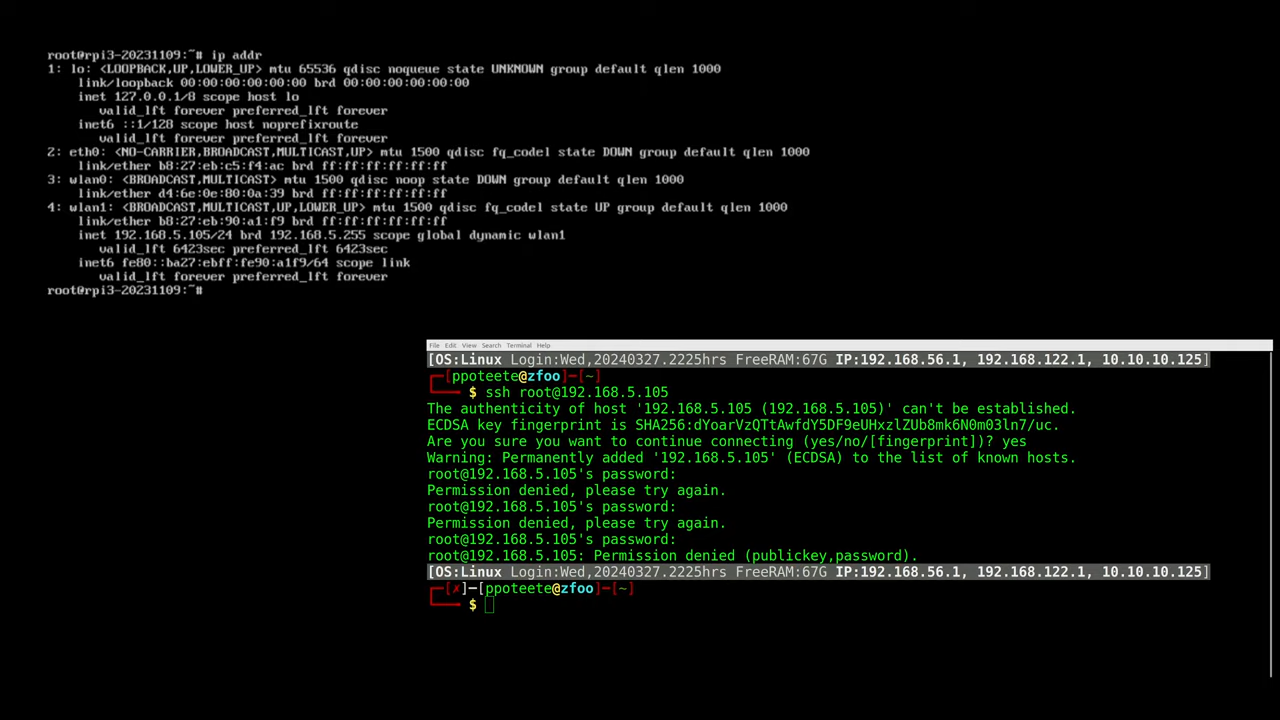 root@rpi3-20231109:~# ip addr
1: lo: <LOOPBACK,UP,LOWER_UP> mtu 65536 qdisc noqueue state UNKNOWN group default qlen 1000
link/loopback 00:00:00:00:00:00 brd 00:00:00:00:00:00
inet 127.0.0.1/8 scope host lo
valid_lft forever preferred_lft forever
inet6 ::1/128 scope host noprefixroute
valid_lft forever preferred_lft forever
2: eth0: <NO-CARRIER,BROADCAST,MULTICAST,UP> mtu 1500 qdisc fq_codel state DOWN group default qlen 1000
link/ether b8:27:eb:c5:f4:ac brd ff:ff:ff:ff:ff:ff
3: wlan0: <BROADCAST,MULTICAST> mtu 1500 qdisc noop state DOWN group default qlen 1000
link/ether d4:6e:0e:80:0a:39 brd ff:ff:ff:ff:ff:ff
4: wlan1: <BROADCAST,MULTICAST,UP,LOWER_UP> mtu 1500 qdisc fq_codel state UP group default qlen 1000
link/ether b8:27:eb:90:a1:f9 brd ff:ff:ff:ff:ff:ff
inet 192.168.5.105/24 brd 192.168.5.255 scope global dynamic wlan1
valid_lft 6423sec preferred_lft 6423sec
inet6 fe80::ba27:ebff:fe90:a1f9/64 scope link
valid_lft forever preferred_lft forever
root@rpi3-20231109:~#
File Edit View Search Terminal Help
[OS:Linux Login:Wed,20240327.2225hrs FreeRAM:67G IP:192.168.56.1, 192.168.122.1, 10.10.10.125]
┌─[ppoteete@zfoo]─[~]
└──╼ $ ssh root@192.168.5.105
The authenticity of host '192.168.5.105 (192.168.5.105)' can't be established.
ECDSA key fingerprint is SHA256:dYoarVzQTtAwfdY5DF9eUHxzlZUb8mk6N0m03ln7/uc.
Are you sure you want to continue connecting (yes/no/[fingerprint])? yes
Warning: Permanently added '192.168.5.105' (ECDSA) to the list of known hosts.
root@192.168.5.105's password:
Permission denied, please try again.
root@192.168.5.105's password:
Permission denied, please try again.
root@192.168.5.105's password:
root@192.168.5.105: Permission denied (publickey,password).
[OS:Linux Login:Wed,20240327.2225hrs FreeRAM:67G IP:192.168.56.1, 192.168.122.1, 10.10.10.125]
┌─[✗]─[ppoteete@zfoo]─[~]
└──╼ $